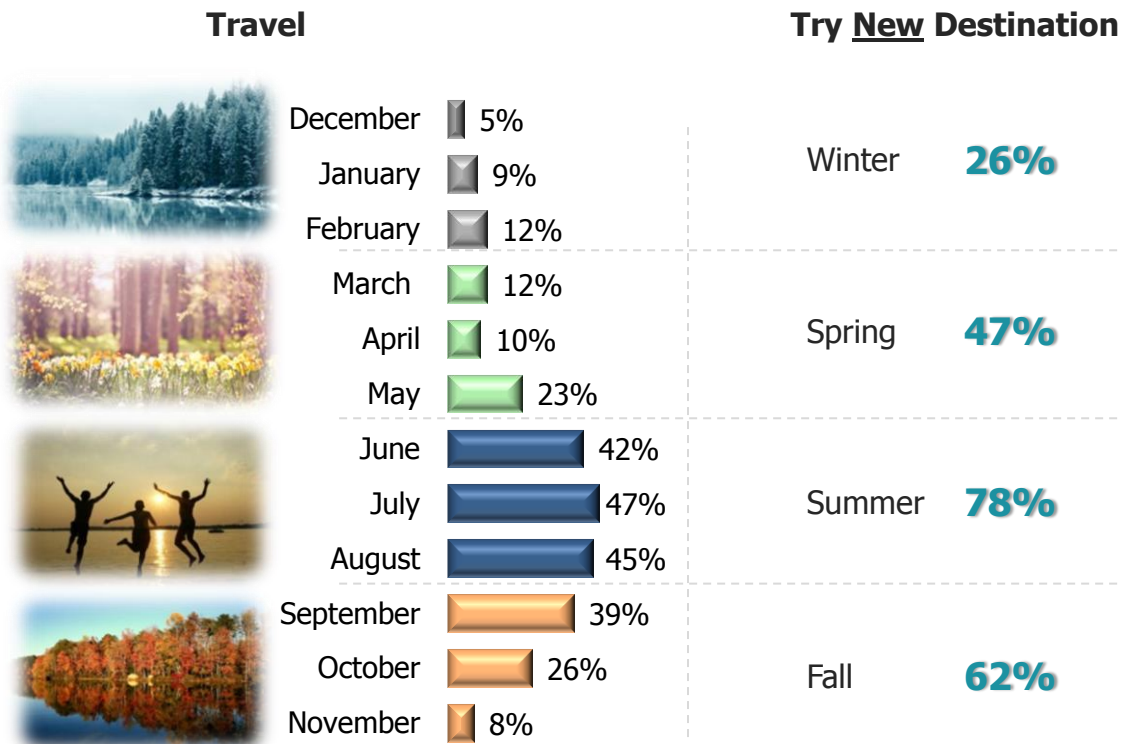 Travel
Try New Destination
December 5%
January 9%
February 12%
Winter 26%
March 12%
April 10%
May 23%
Spring 47%
June 42%
July 47%
August 45%
Summer 78%
September 39%
October 26%
November 8%
Fall 62%